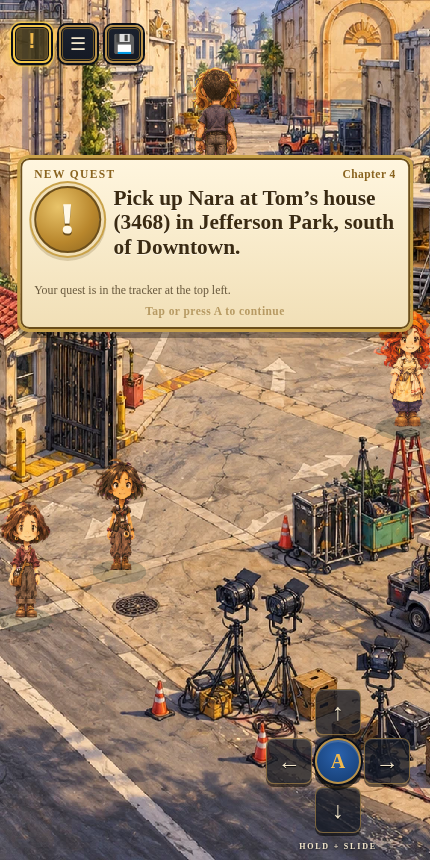 !
☰
💾
NEW QUEST
Chapter 4
!
Pick up Nara at Tom’s house
(3468) in Jefferson Park, south
of Downtown.
Your quest is in the tracker at the top left.
Tap or press A to continue
↑
← A →
↓
HOLD + SLIDE